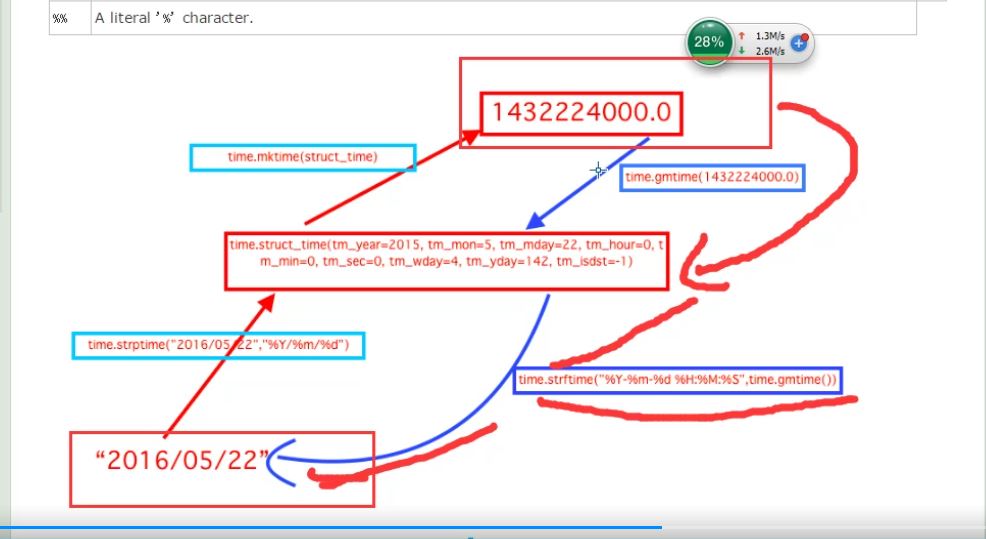 %% A literal '%' character.
28% 1.3M/s
2.6M/s
1432224000.0
time.mktime(struct_time)
time.gmtime(1432224000.0)
time.struct_time(tm_year=2015, tm_mon=5, tm_mday=22, tm_hour=0, t
m_min=0, tm_sec=0, tm_wday=4, tm_yday=142, tm_isdst=-1)
time.strptime("2016/05/22","%Y/%m/%d")
time.strftime("%Y-%m-%d %H:%M:%S",time.gmtime())
“2016/05/22”